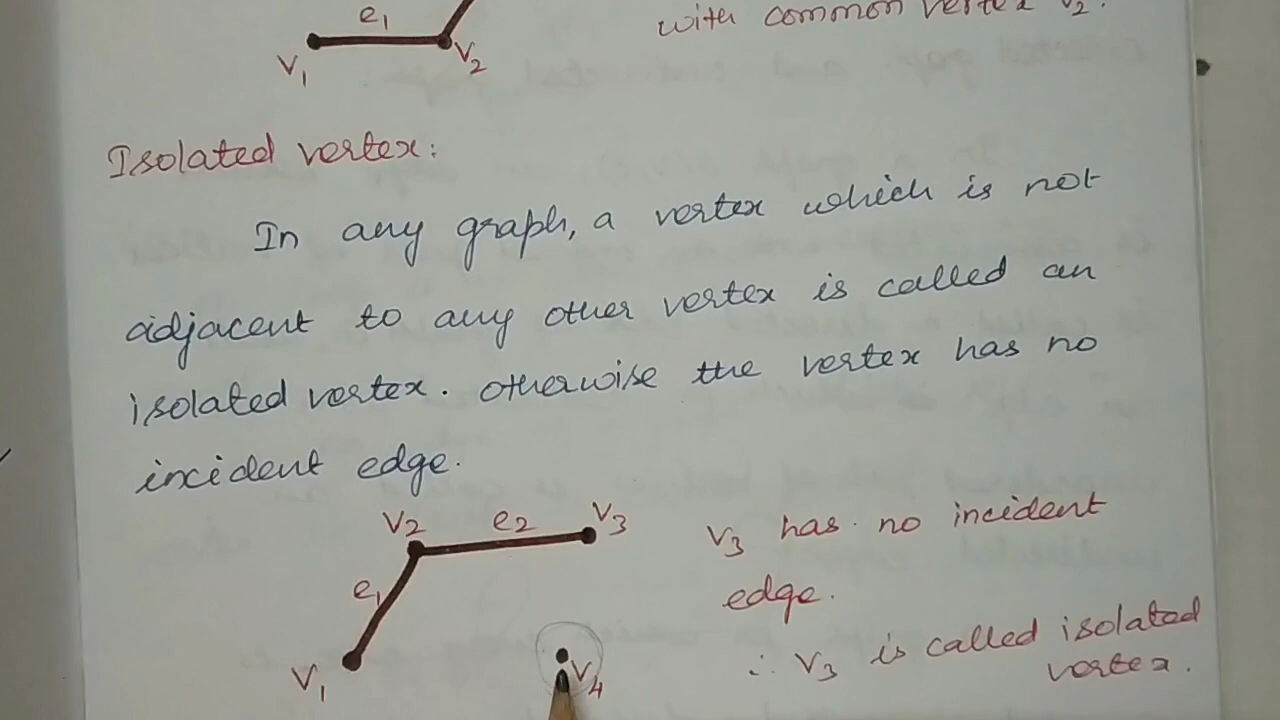 e1
with common vertex v2.
V1
V2
Isolated vertex:
In any graph, a vertex which is not
adjacent to any other vertex is called an
isolated vertex. otherwise the vertex has no
incident edge.
V2 e2 V3
e1
V1
V4
V3 has no incident
edge.
∴ V3 is called isolated
vertex.